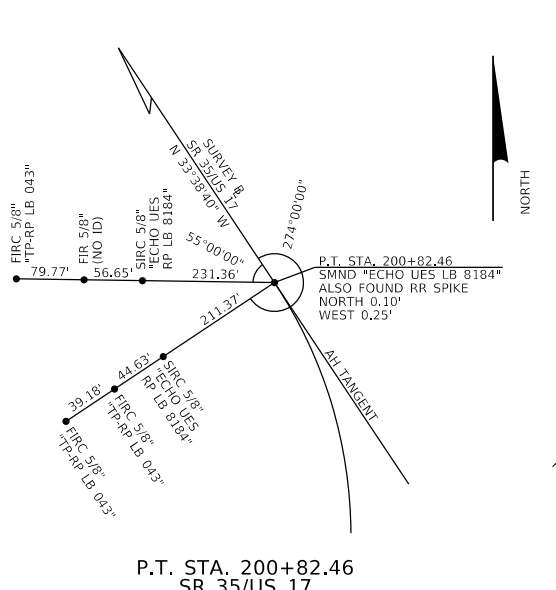 SURVEY ℄
SR 35/US 17
N 33°38'40" W
274°00'00"
55°00'00"
NORTH
FIRC 5/8"
"TP-RP LB 043"
FIR 5/8"
(NO ID)
SIRC 5/8"
"ECHO UES
RP LB 8184"
79.77'
56.65'
231.36'
P.T. STA. 200+82.46
SMND "ECHO UES LB 8184"
ALSO FOUND RR SPIKE
NORTH 0.10'
WEST 0.25'
211.37'
44.63'
39.18'
AH TANGENT
SIRC 5/8"
"ECHO UES
RP LB 8184"
FIRC 5/8"
"TP-RP LB 043"
FIRC 5/8"
"TP-RP LB 043"
P.T. STA. 200+82.46
SR 35/US 17